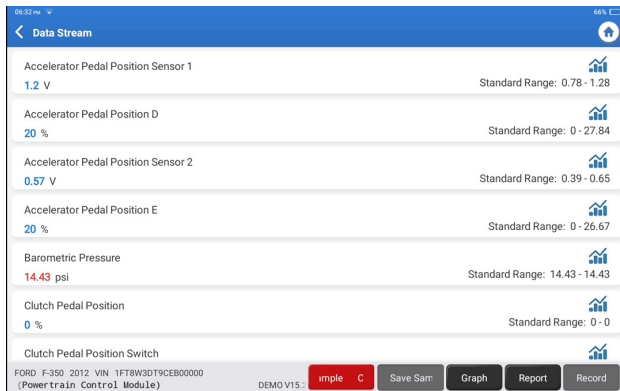 06:32 PM 66%
Data Stream
Accelerator Pedal Position Sensor 1
1.2 V Standard Range: 0.78 - 1.28
Accelerator Pedal Position D
20 % Standard Range: 0 - 27.84
Accelerator Pedal Position Sensor 2
0.57 V Standard Range: 0.39 - 0.65
Accelerator Pedal Position E
20 % Standard Range: 0 - 26.67
Barometric Pressure
14.43 psi Standard Range: 14.43 - 14.43
Clutch Pedal Position
0 % Standard Range: 0 - 0
Clutch Pedal Position Switch
FORD F-350 2012 VIN 1FT8W3DT9CEB00000
(Powertrain Control Module) DEMO V15.2 ample C Save Sam Graph Report Record